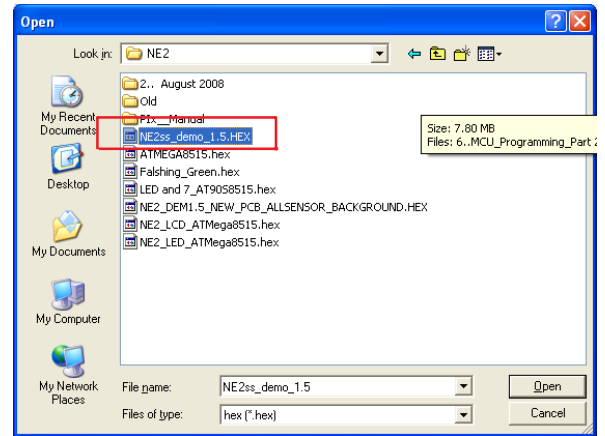 Open
Look in: NE2
My Recent Documents
Desktop
My Documents
My Computer
My Network Places
2.. August 2008
Old
PIx__Manual
NE2ss_demo_1.5.HEX
ATMEGA8515.hex
Falshing_Green.hex
LED and 7_AT90S8515.hex
NE2_DEM1.5_NEW_PCB_ALLSENSOR_BACKGROUND.HEX
NE2_LCD_ATMega8515.hex
NE2_LED_ATMega8515.hex
Size: 7.80 MB
Files: 6..MCU_Programming_Part 2
File name: NE2ss_demo_1.5
Open
Files of type: hex (*.hex)
Cancel